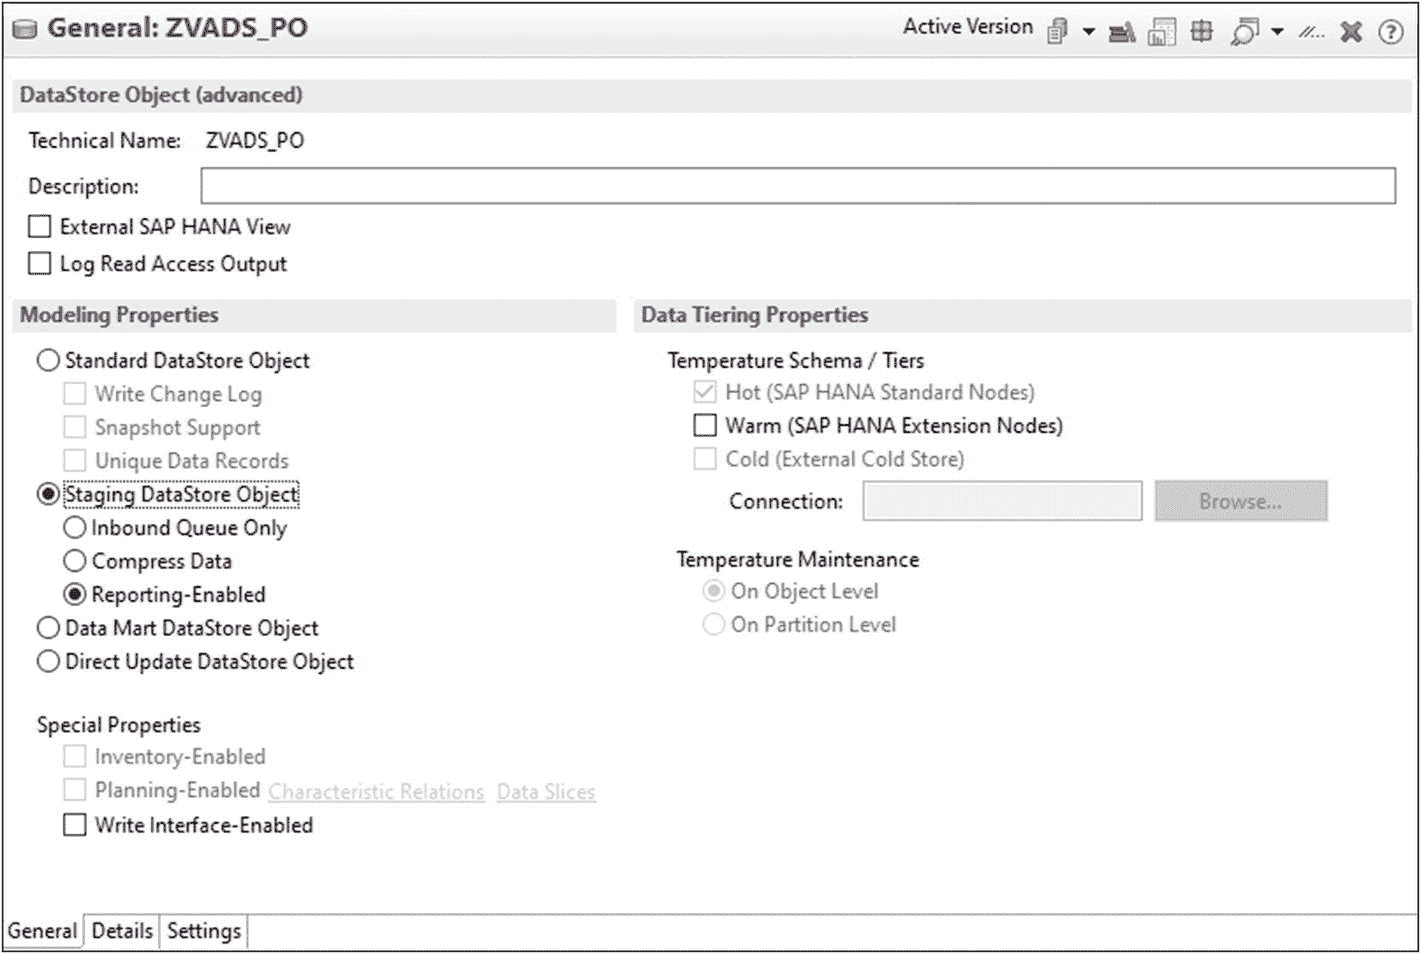 General: ZVADS_PO
Active Version
DataStore Object (advanced)
Technical Name: ZVADS_PO
Description:
External SAP HANA View
Log Read Access Output
Modeling Properties
Standard DataStore Object
Write Change Log
Snapshot Support
Unique Data Records
Staging DataStore Object
Inbound Queue Only
Compress Data
Reporting-Enabled
Data Mart DataStore Object
Direct Update DataStore Object
Special Properties
Inventory-Enabled
Planning-Enabled Characteristic Relations Data Slices
Write Interface-Enabled
Data Tiering Properties
Temperature Schema / Tiers
Hot (SAP HANA Standard Nodes)
Warm (SAP HANA Extension Nodes)
Cold (External Cold Store)
Connection: Browse...
Temperature Maintenance
On Object Level
On Partition Level
General Details Settings